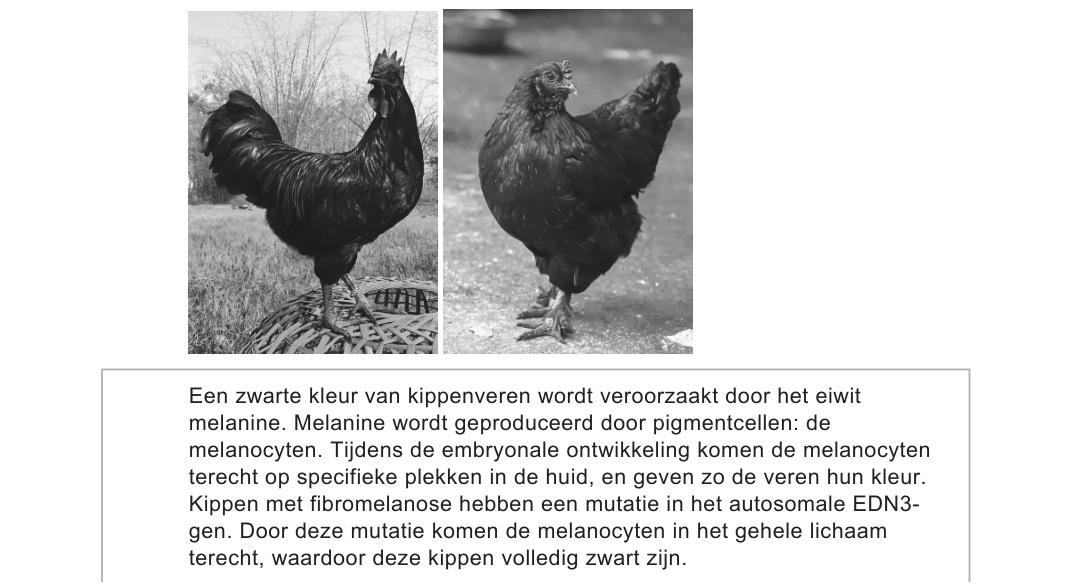 Een zwarte kleur van kippenveren wordt veroorzaakt door het eiwit
melanine. Melanine wordt geproduceerd door pigmentcellen: de
melanocyten. Tijdens de embryonale ontwikkeling komen de melanocyten
terecht op specifieke plekken in de huid, en geven zo de veren hun kleur.
Kippen met fibromelanose hebben een mutatie in het autosomale EDN3-
gen. Door deze mutatie komen de melanocyten in het gehele lichaam
terecht, waardoor deze kippen volledig zwart zijn.